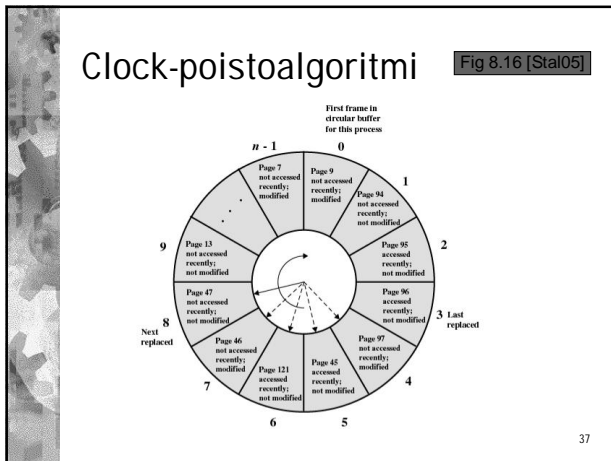 Clock-poistoalgoritmi
Fig 8.16 [Stal05]
First frame in
circular buffer
for this process
n - 1
0
1
2
3 Last
replaced
4
5
6
7
8
Next
replaced
9
Page 7
not accessed
recently;
modified
Page 9
not accessed
recently;
modified
Page 94
not accessed
recently;
not modified
Page 95
accessed
recently;
not modified
Page 96
accessed
recently;
not modified
Page 97
accessed
recently;
modified
Page 45
accessed
recently;
not modified
Page 121
accessed
recently;
not modified
Page 46
not accessed
recently;
modified
Page 47
not accessed
recently;
not modified
Page 13
not accessed
recently;
not modified
. . .
37